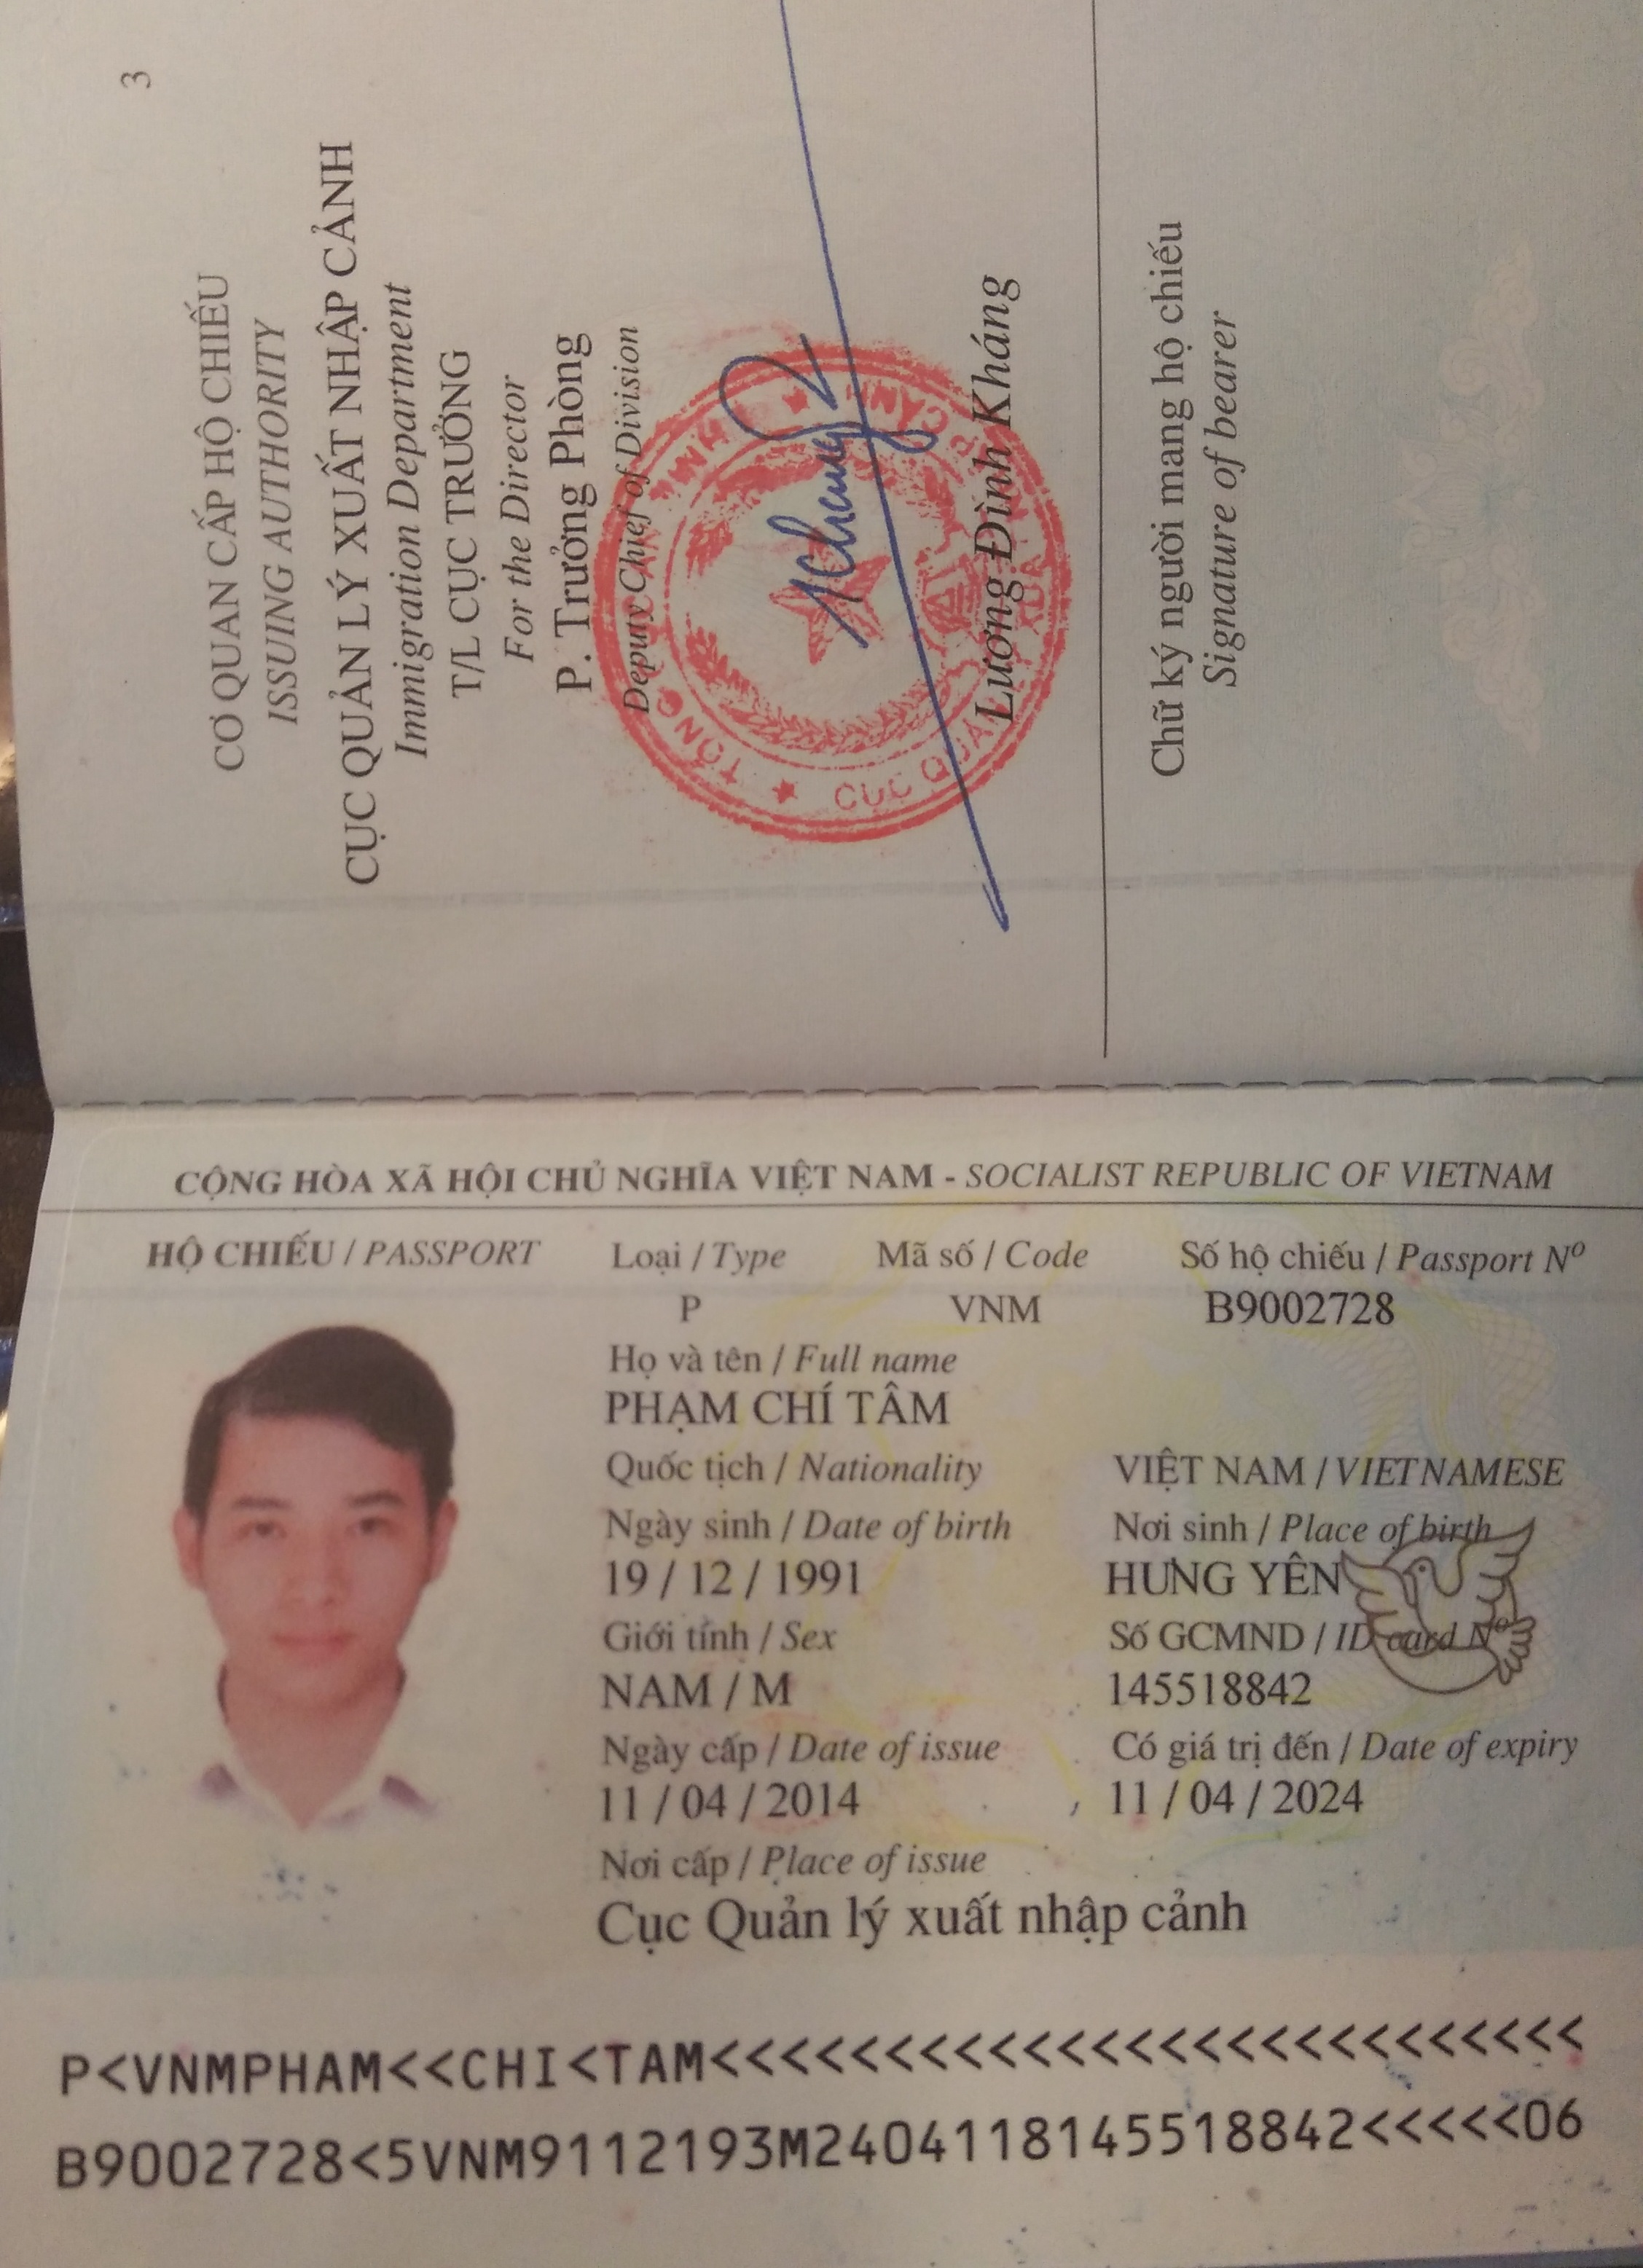 CỘNG HÒA XÃ HỘI CHỦ NGHĨA VIỆT NAM - SOCIALIST REPUBLIC OF VIETNAM
HỘ CHIẾU / PASSPORT Loại / Type Mã số / Code Số hộ chiếu / Passport Nº
P VNM B9002728
Họ và tên / Full name
PHẠM CHÍ TÂM
Quốc tịch / Nationality VIỆT NAM / VIETNAMESE
Ngày sinh / Date of birth Nơi sinh / Place of birth
19 / 12 / 1991 HƯNG YÊN
Giới tính / Sex Số GCMND / ID card Nº
NAM / M 145518842
Ngày cấp / Date of issue Có giá trị đến / Date of expiry
11 / 04 / 2014 11 / 04 / 2024
Nơi cấp / Place of issue
Cục Quản lý xuất nhập cảnh
P<VNMPHAM<<CHI<TAM<<<<<<<<<<<<<<<<<<<<<<<<<<
B9002728<5VNM9112193M2404118145518842<<<<<06
3
CƠ QUAN CẤP HỘ CHIẾU
ISSUING AUTHORITY
CỤC QUẢN LÝ XUẤT NHẬP CẢNH
Immigration Department
T/L CỤC TRƯỞNG
For the Director
P. Trưởng Phòng
Deputy Chief of Division
TỔNG CỤC AN NINH
CỤC QUẢN LÝ XUẤT NHẬP CẢNH
Khang
Lương Đình Kháng
Chữ ký người mang hộ chiếu
Signature of bearer